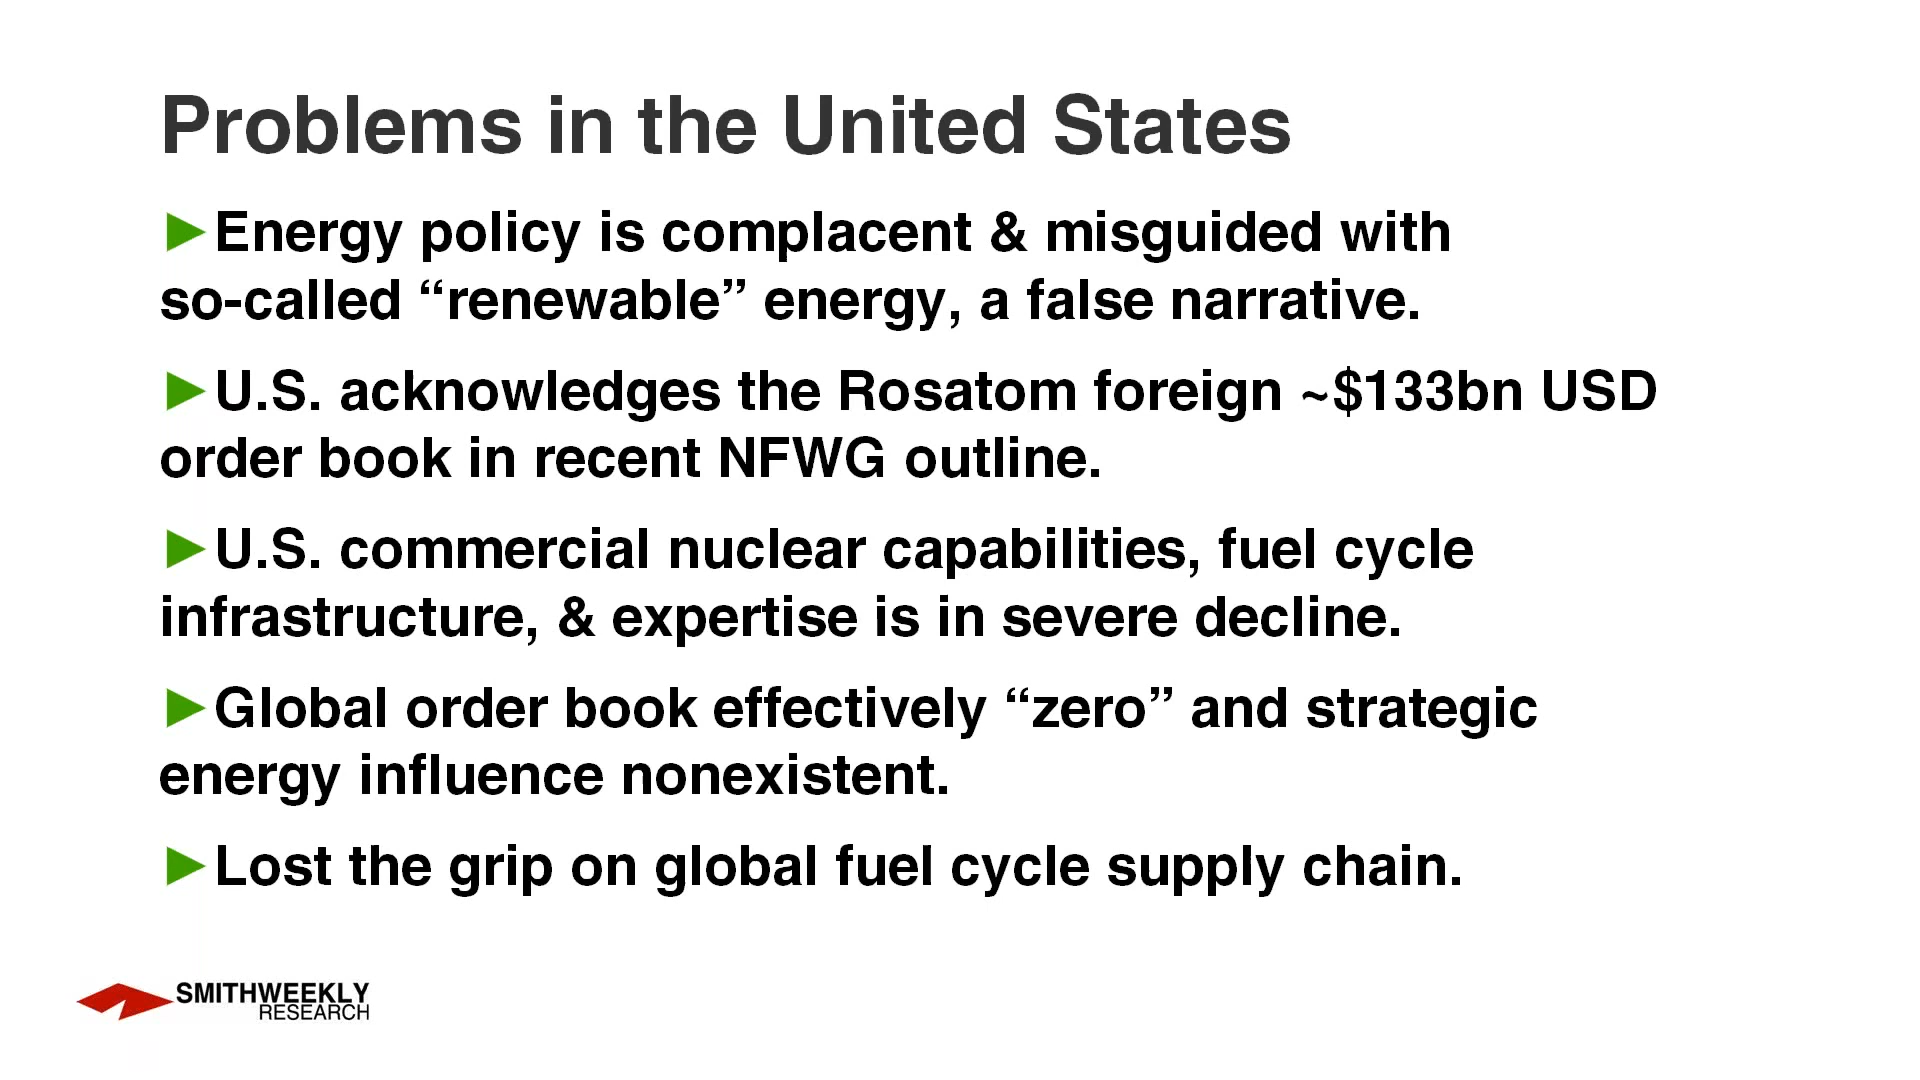 Problems in the United States
►Energy policy is complacent & misguided with
so-called “renewable” energy, a false narrative.
►U.S. acknowledges the Rosatom foreign ~$133bn USD
order book in recent NFWG outline.
►U.S. commercial nuclear capabilities, fuel cycle
infrastructure, & expertise is in severe decline.
►Global order book effectively “zero” and strategic
energy influence nonexistent.
►Lost the grip on global fuel cycle supply chain.
SMITHWEEKLY
RESEARCH